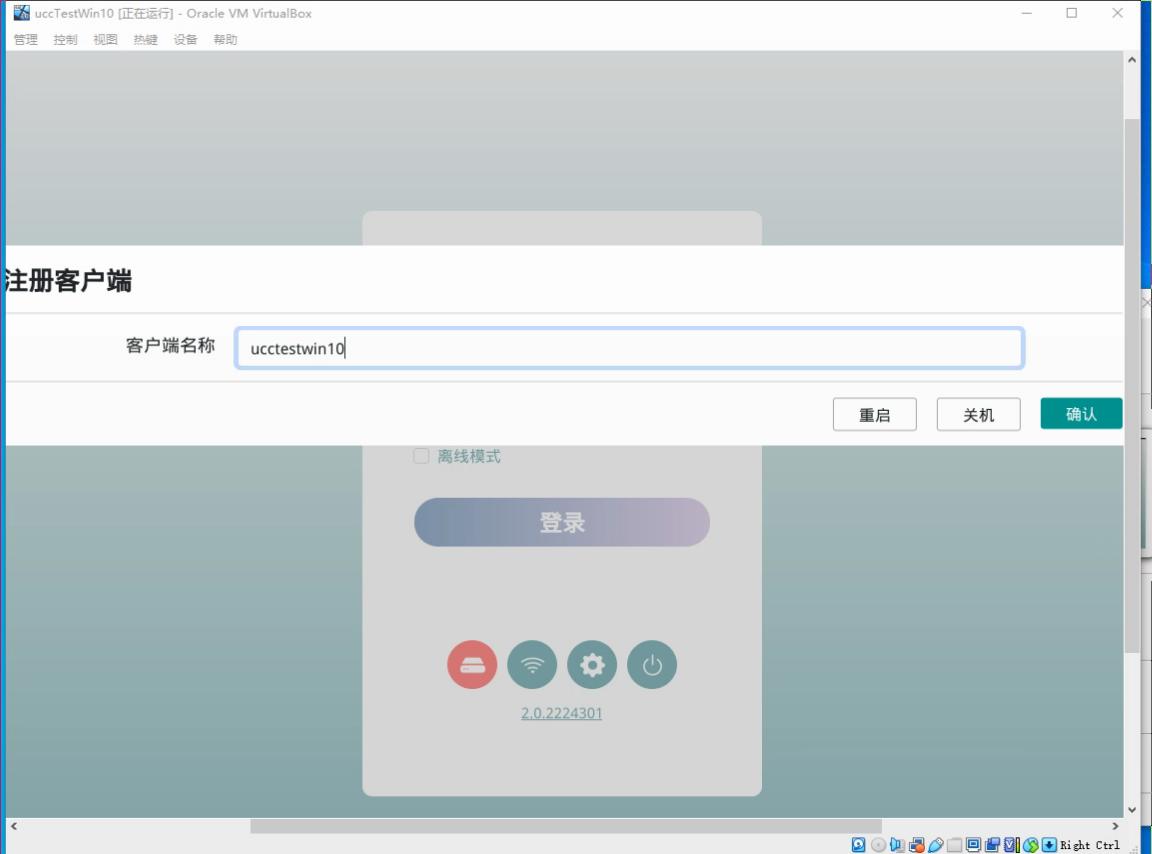 uccTestWin10 [正在运行] - Oracle VM VirtualBox
管理 控制 视图 热键 设备 帮助
注册客户端
客户端名称 ucctestwin10
重启 关机 确认
离线模式
登录
2.0.2224301
Right Ctrl